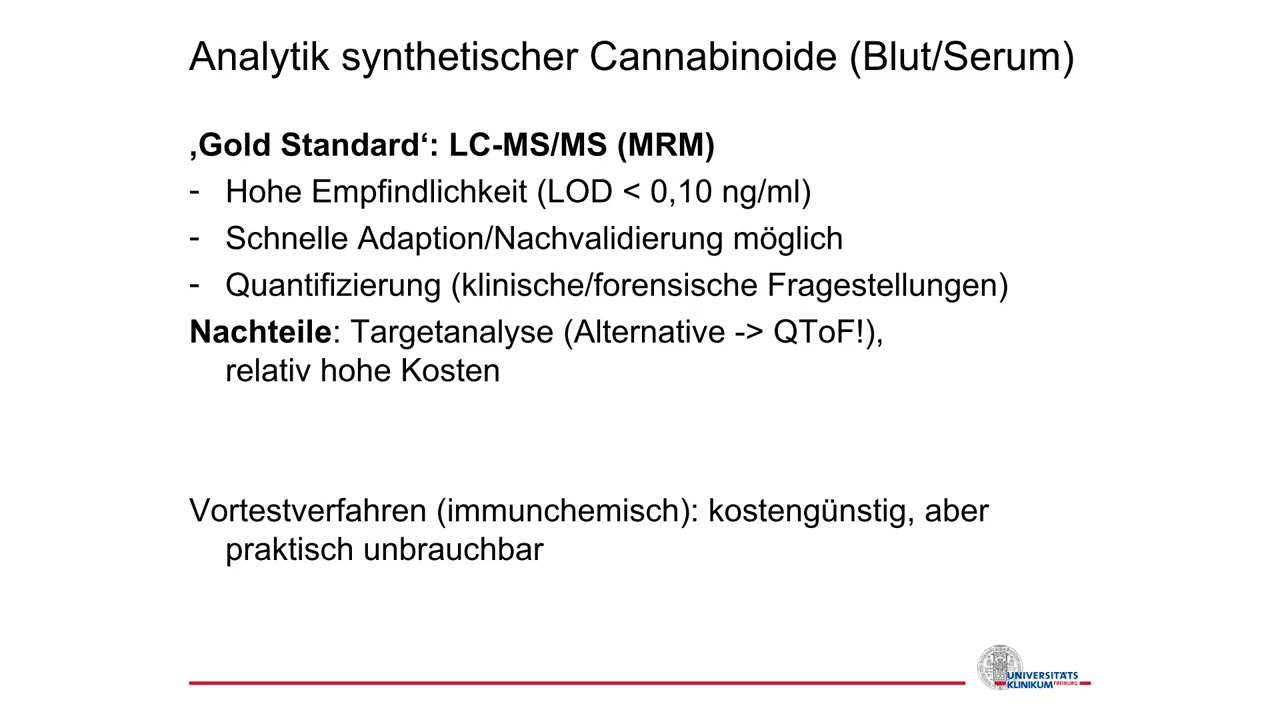 Analytik synthetischer Cannabinoide (Blut/Serum)
‚Gold Standard‘: LC-MS/MS (MRM)
- Hohe Empfindlichkeit (LOD < 0,10 ng/ml)
- Schnelle Adaption/Nachvalidierung möglich
- Quantifizierung (klinische/forensische Fragestellungen)
Nachteile: Targetanalyse (Alternative -> QToF!),
relativ hohe Kosten
Vortestverfahren (immunchemisch): kostengünstig, aber
praktisch unbrauchbar
UNIVERSITÄTS
KLINIKUM FREIBURG